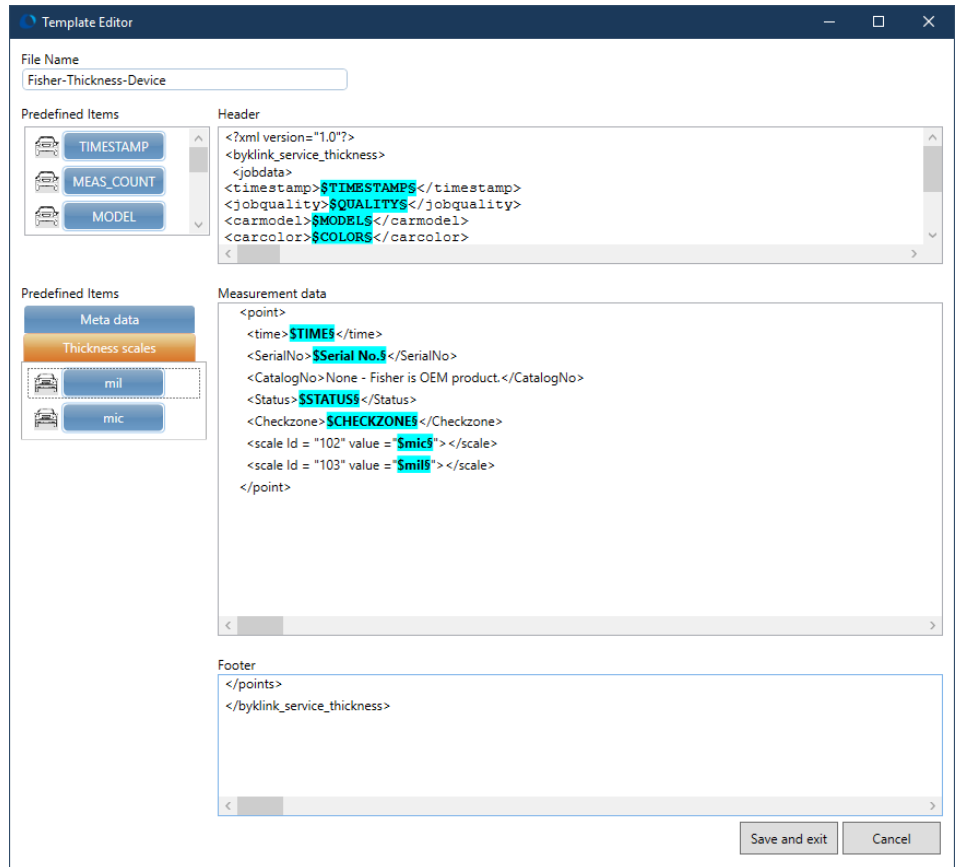 Template Editor
File Name
Fisher-Thickness-Device
Predefined Items
TIMESTAMP
MEAS_COUNT
MODEL
Header
<?xml version="1.0"?>
<byklink_service_thickness>
<jobdata>
<timestamp>$TIMESTAMP§</timestamp>
<jobquality>$QUALITY§</jobquality>
<carmodel>$MODEL§</carmodel>
<carcolor>$COLOR§</carcolor>
Predefined Items
Meta data
Thickness scales
mil
mic
Measurement data
<point>
<time>$TIME§</time>
<SerialNo>$Serial No.§</SerialNo>
<CatalogNo>None - Fisher is OEM product.</CatalogNo>
<Status>$STATUS§</Status>
<Checkzone>$CHECKZONE§</Checkzone>
<scale Id = "102" value ="$mic§"></scale>
<scale Id = "103" value ="$mil§"></scale>
</point>
Footer
</points>
</byklink_service_thickness>
Save and exit
Cancel